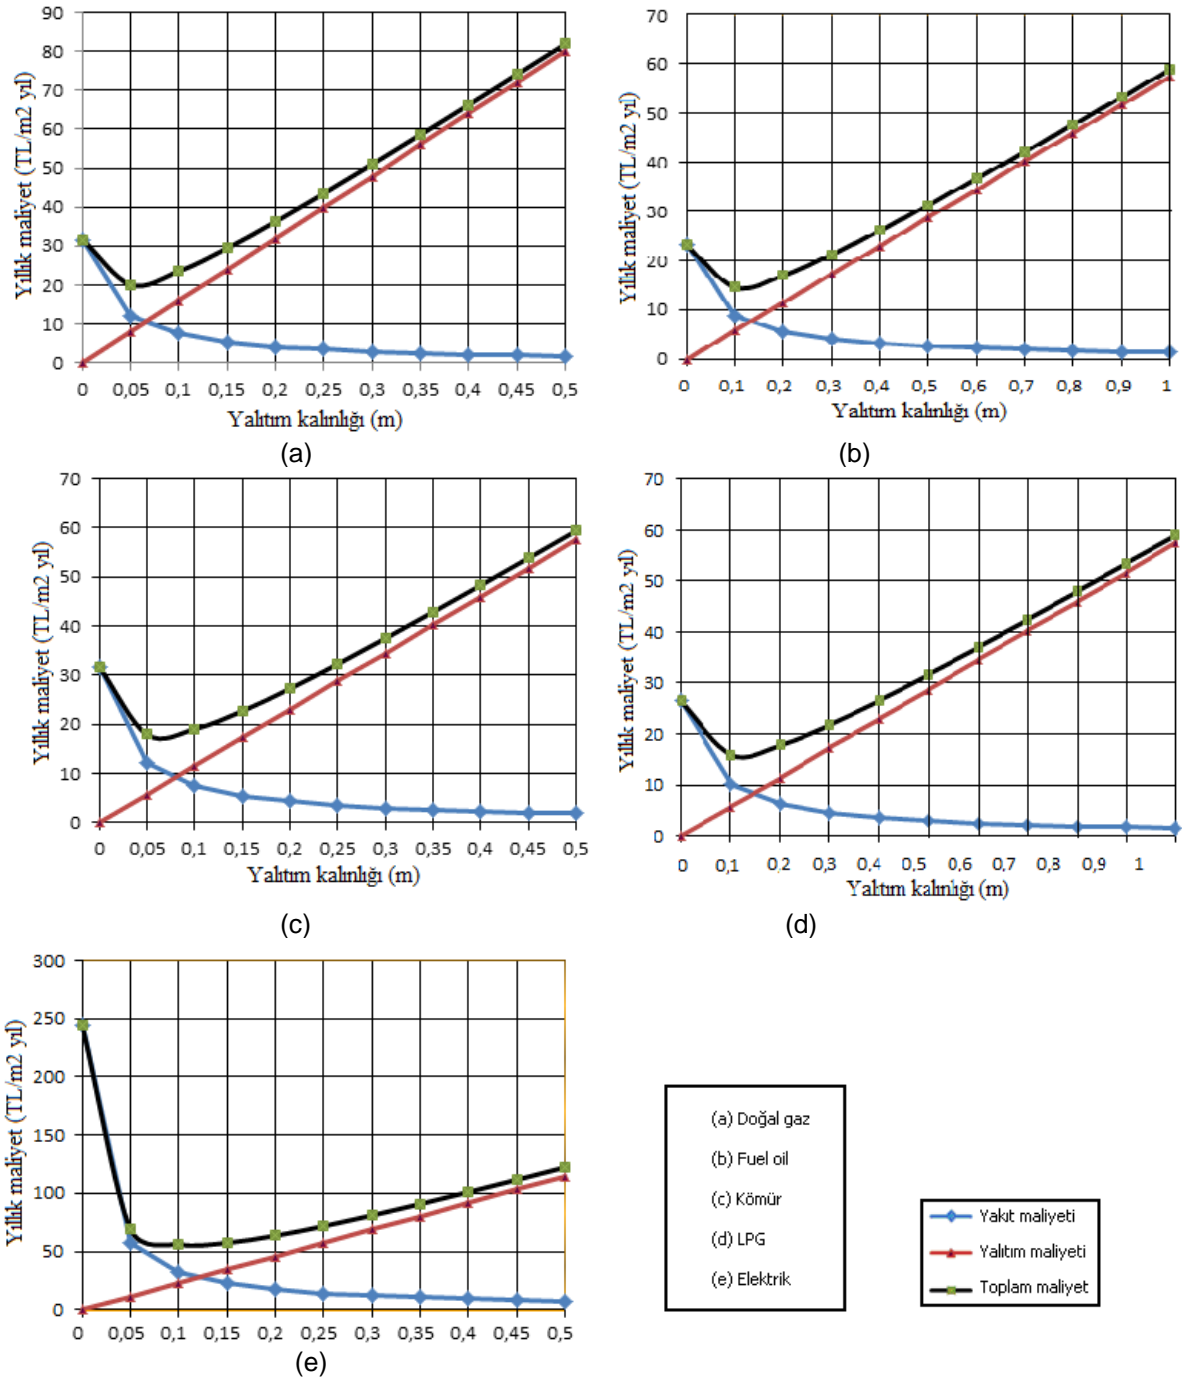 90
80
70
60
50
40
30
20
10
0
Yıllık maliyet (TL/m2 yıl)
0 0,05 0,1 0,15 0,2 0,25 0,3 0,35 0,4 0,45 0,5
Yalıtım kalınlığı (m)
(a)
70
60
50
40
30
20
10
0
Yıllık maliyet (TL/m2 yıl)
0 0,1 0,2 0,3 0,4 0,5 0,6 0,7 0,8 0,9 1
Yalıtım kalınlığı (m)
(b)
70
60
50
40
30
20
10
0
Yıllık maliyet (TL/m2 yıl)
0 0,05 0,1 0,15 0,2 0,25 0,3 0,35 0,4 0,45 0,5
Yalıtım kalınlığı (m)
(c)
70
60
50
40
30
20
10
0
Yıllık maliyet (TL/m2 yıl)
0 0,1 0,2 0,3 0,4 0,5 0,6 0,7 0,8 0,9 1
Yalıtım kalınlığı (m)
(d)
300
250
200
150
100
50
0
Yıllık maliyet (TL/m2 yıl)
0 0,05 0,1 0,15 0,2 0,25 0,3 0,35 0,4 0,45 0,5
(e)
(a) Doğal gaz
(b) Fuel oil
(c) Kömür
(d) LPG
(e) Elektrik
Yakıt maliyeti
Yalıtım maliyeti
Toplam maliyet